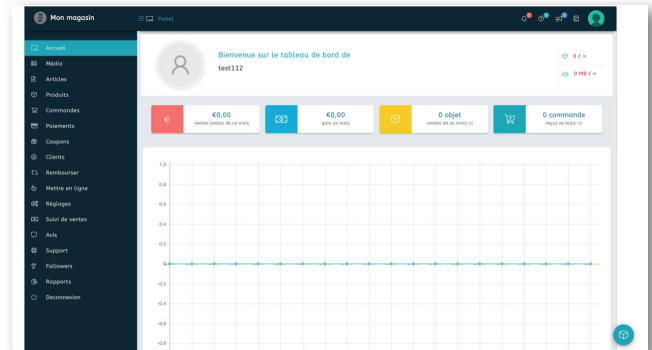 Mon magasin
Panel
Accueil
Média
Articles
Produits
Commandes
Paiements
Coupons
Clients
Rembourser
Mettre en ligne
Réglages
Suivi de ventes
Avis
Support
Followers
Rapports
Deconnexion
Bienvenue sur le tableau de bord de
test112
0 / ∞
0 MB / ∞
€0,00
ventes nettes de ce mois
€0,00
gain ce mois
0 objet
ventes de ce mois-ci
0 commande
reçus ce mois-ci
1,0
0,8
0,6
0,4
0,2
0
-0,2
-0,4
-0,6
-0,8